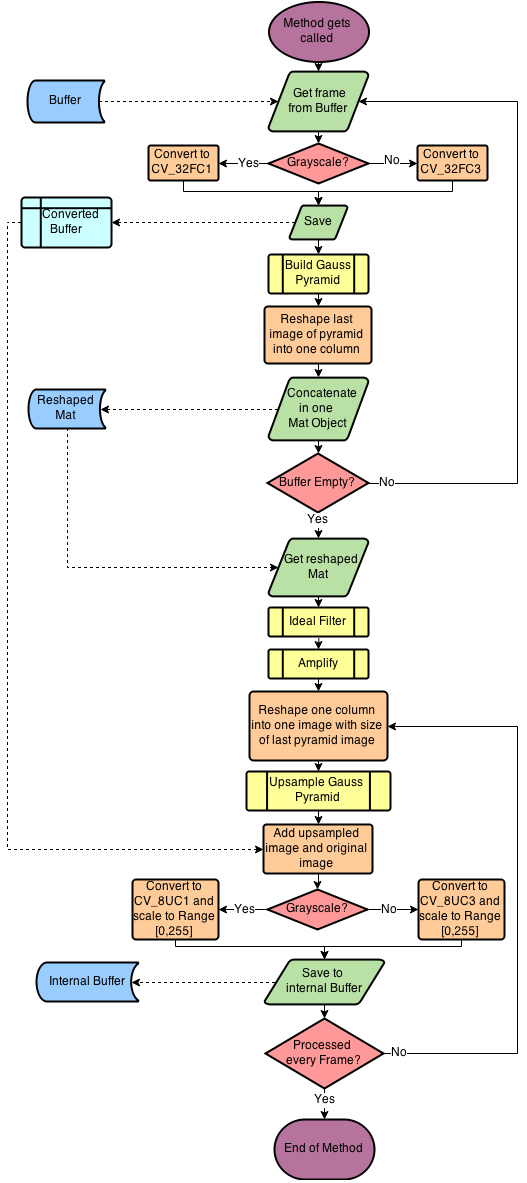 Method gets
called
Buffer
Get frame
from Buffer
Convert to
CV_32FC1
Yes
Grayscale?
No
Convert to
CV_32FC3
Converted
Buffer
Save
Build Gauss
Pyramid
Reshape last
image of pyramid
into one column
Reshaped
Mat
Concatenate
in one
Mat Object
Buffer Empty?
No
Yes
Get reshaped
Mat
Ideal Filter
Amplify
Reshape one column
into one image with size
of last pyramid image
Upsample Gauss
Pyramid
Add upsampled
image and original
image
Convert to
CV_8UC1 and
scale to Range
[0,255]
Yes
Grayscale?
No
Convert to
CV_8UC3 and
scale to Range
[0,255]
Internal Buffer
Save to
internal Buffer
Processed
every Frame?
No
Yes
End of Method